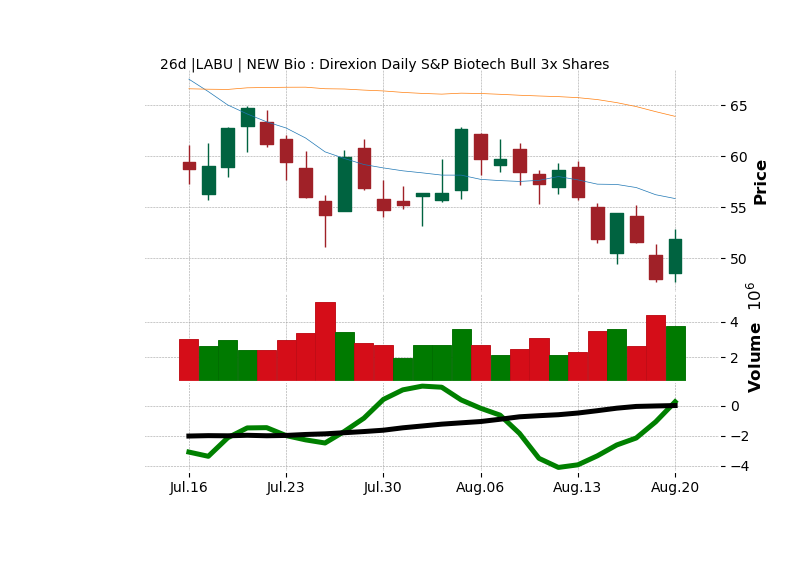 26d |LABU | NEW Bio : Direxion Daily S&P Biotech Bull 3x Shares
65
60
55
50
Price
4
2
Volume 10^6
0
−2
−4
Jul.16 Jul.23 Jul.30 Aug.06 Aug.13 Aug.20